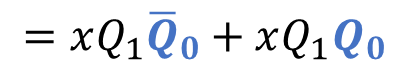 = xQ₁Q̅₀ + xQ₁Q₀